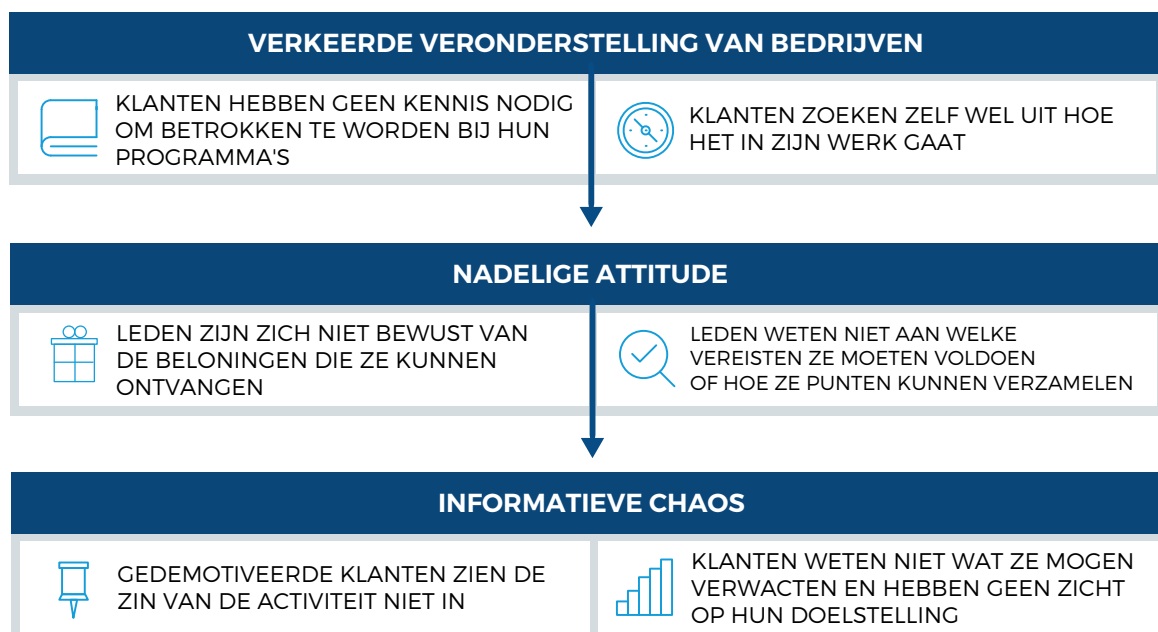 VERKEERDE VERONDERSTELLING VAN BEDRIJVEN
KLANTEN HEBBEN GEEN KENNIS NODIG
OM BETROKKEN TE WORDEN BIJ HUN
PROGRAMMA'S
KLANTEN ZOEKEN ZELF WEL UIT HOE
HET IN ZIJN WERK GAAT
NADELIGE ATTITUDE
LEDEN ZIJN ZICH NIET BEWUST VAN
DE BELONINGEN DIE ZE KUNNEN
ONTVANGEN
LEDEN WETEN NIET AAN WELKE
VEREISTEN ZE MOETEN VOLDOEN
OF HOE ZE PUNTEN KUNNEN VERZAMELEN
INFORMATIEVE CHAOS
GEDEMOTIVEERDE KLANTEN ZIEN DE
ZIN VAN DE ACTIVITEIT NIET IN
KLANTEN WETEN NIET WAT ZE MOGEN
VERWACTEN EN HEBBEN GEEN ZICHT
OP HUN DOELSTELLING